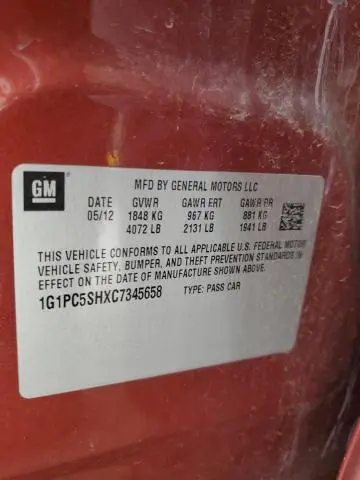 GM
MFD BY GENERAL MOTORS LLC
DATE GVWR GAWR FRT GAWR RR
05/12 1848 KG 967 KG 881 KG
4072 LB 2131 LB 1941 LB
THIS VEHICLE CONFORMS TO ALL APPLICABLE U.S. FEDERAL MOTOR
VEHICLE SAFETY, BUMPER, AND THEFT PREVENTION STANDARDS IN
EFFECT ON THE DATE OF MANUFACTURE SHOWN ABOVE.
1G1PC5SHXC7345658 TYPE: PASS CAR